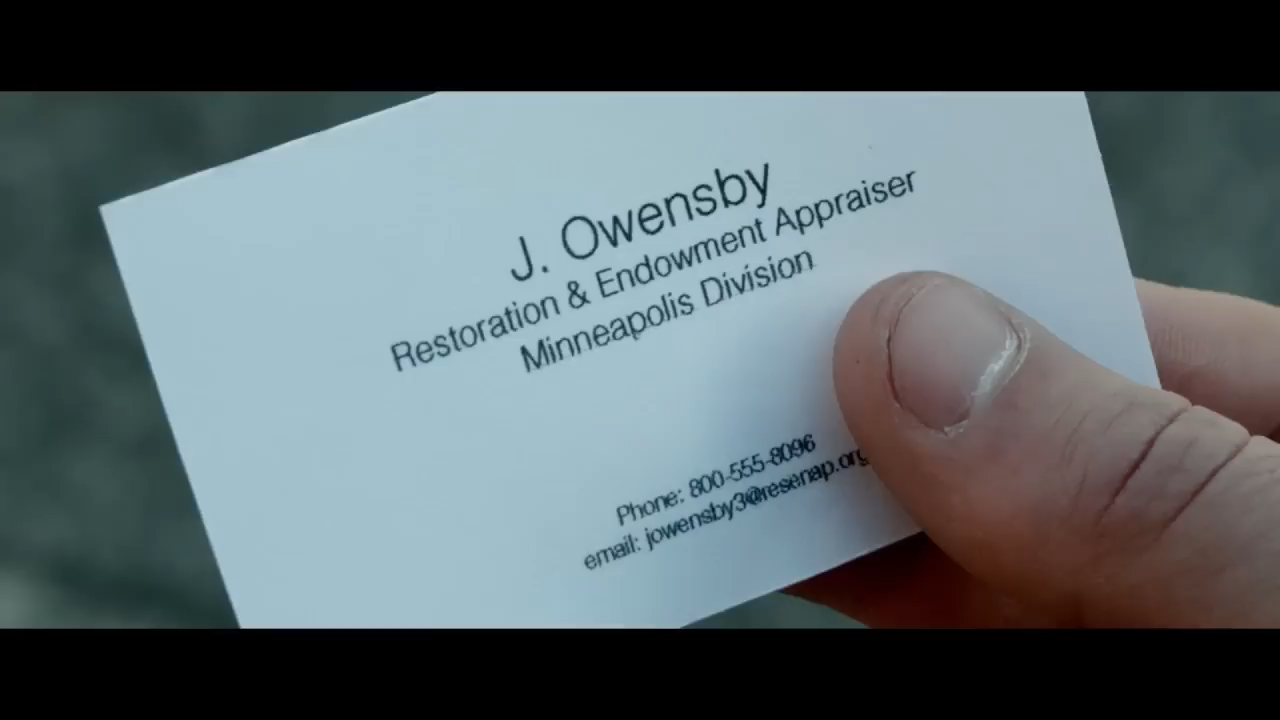 J. Owensby
Restoration & Endowment Appraiser
Minneapolis Division
Phone: 800-555-8096
email: jowensby3@resenap.org